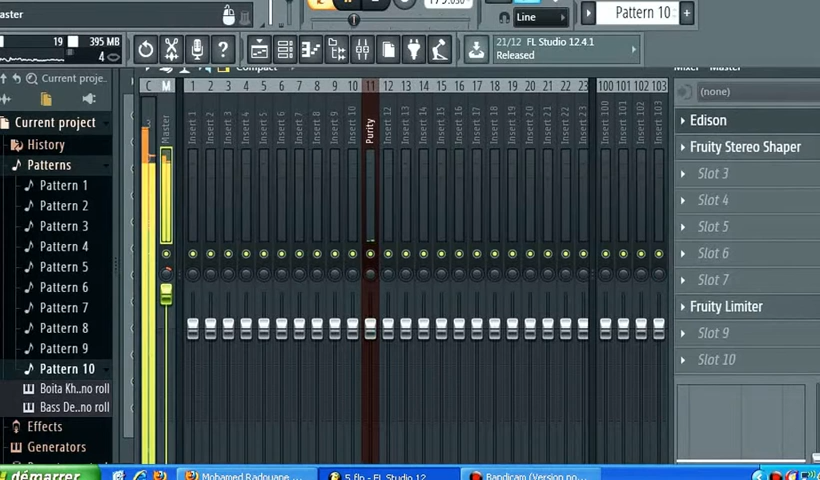 aster
Line
Pattern 10
+
19
395 MB
4
?
21/12 FL Studio 12.4.1
Released
Current proje..
C M 1 2 3 4 5 6 7 8 9 10 11 12 13 14 15 16 17 18 19 20 21 22 23 100 101 102 103
Master
Insert 1
Insert 2
Insert 3
Insert 4
Insert 5
Insert 6
Insert 7
Insert 8
Insert 9
Insert 10
Purity
Insert 12
Insert 13
Insert 14
Insert 15
Insert 16
Insert 17
Insert 18
Insert 19
Insert 20
Insert 21
Insert 22
Insert 23
Insert 100
Insert 101
Insert 102
Insert 103
(none)
Edison
Fruity Stereo Shaper
Slot 3
Slot 4
Slot 5
Slot 6
Slot 7
Fruity Limiter
Slot 9
Slot 10
Current project
History
Patterns
Pattern 1
Pattern 2
Pattern 3
Pattern 4
Pattern 5
Pattern 6
Pattern 7
Pattern 8
Pattern 9
Pattern 10
Boita Kh..no roll
Bass De..no roll
Effects
Generators
démarrer
Mohamed Radouane ...
5.flp - FL Studio 12
Bandicam (Version no...